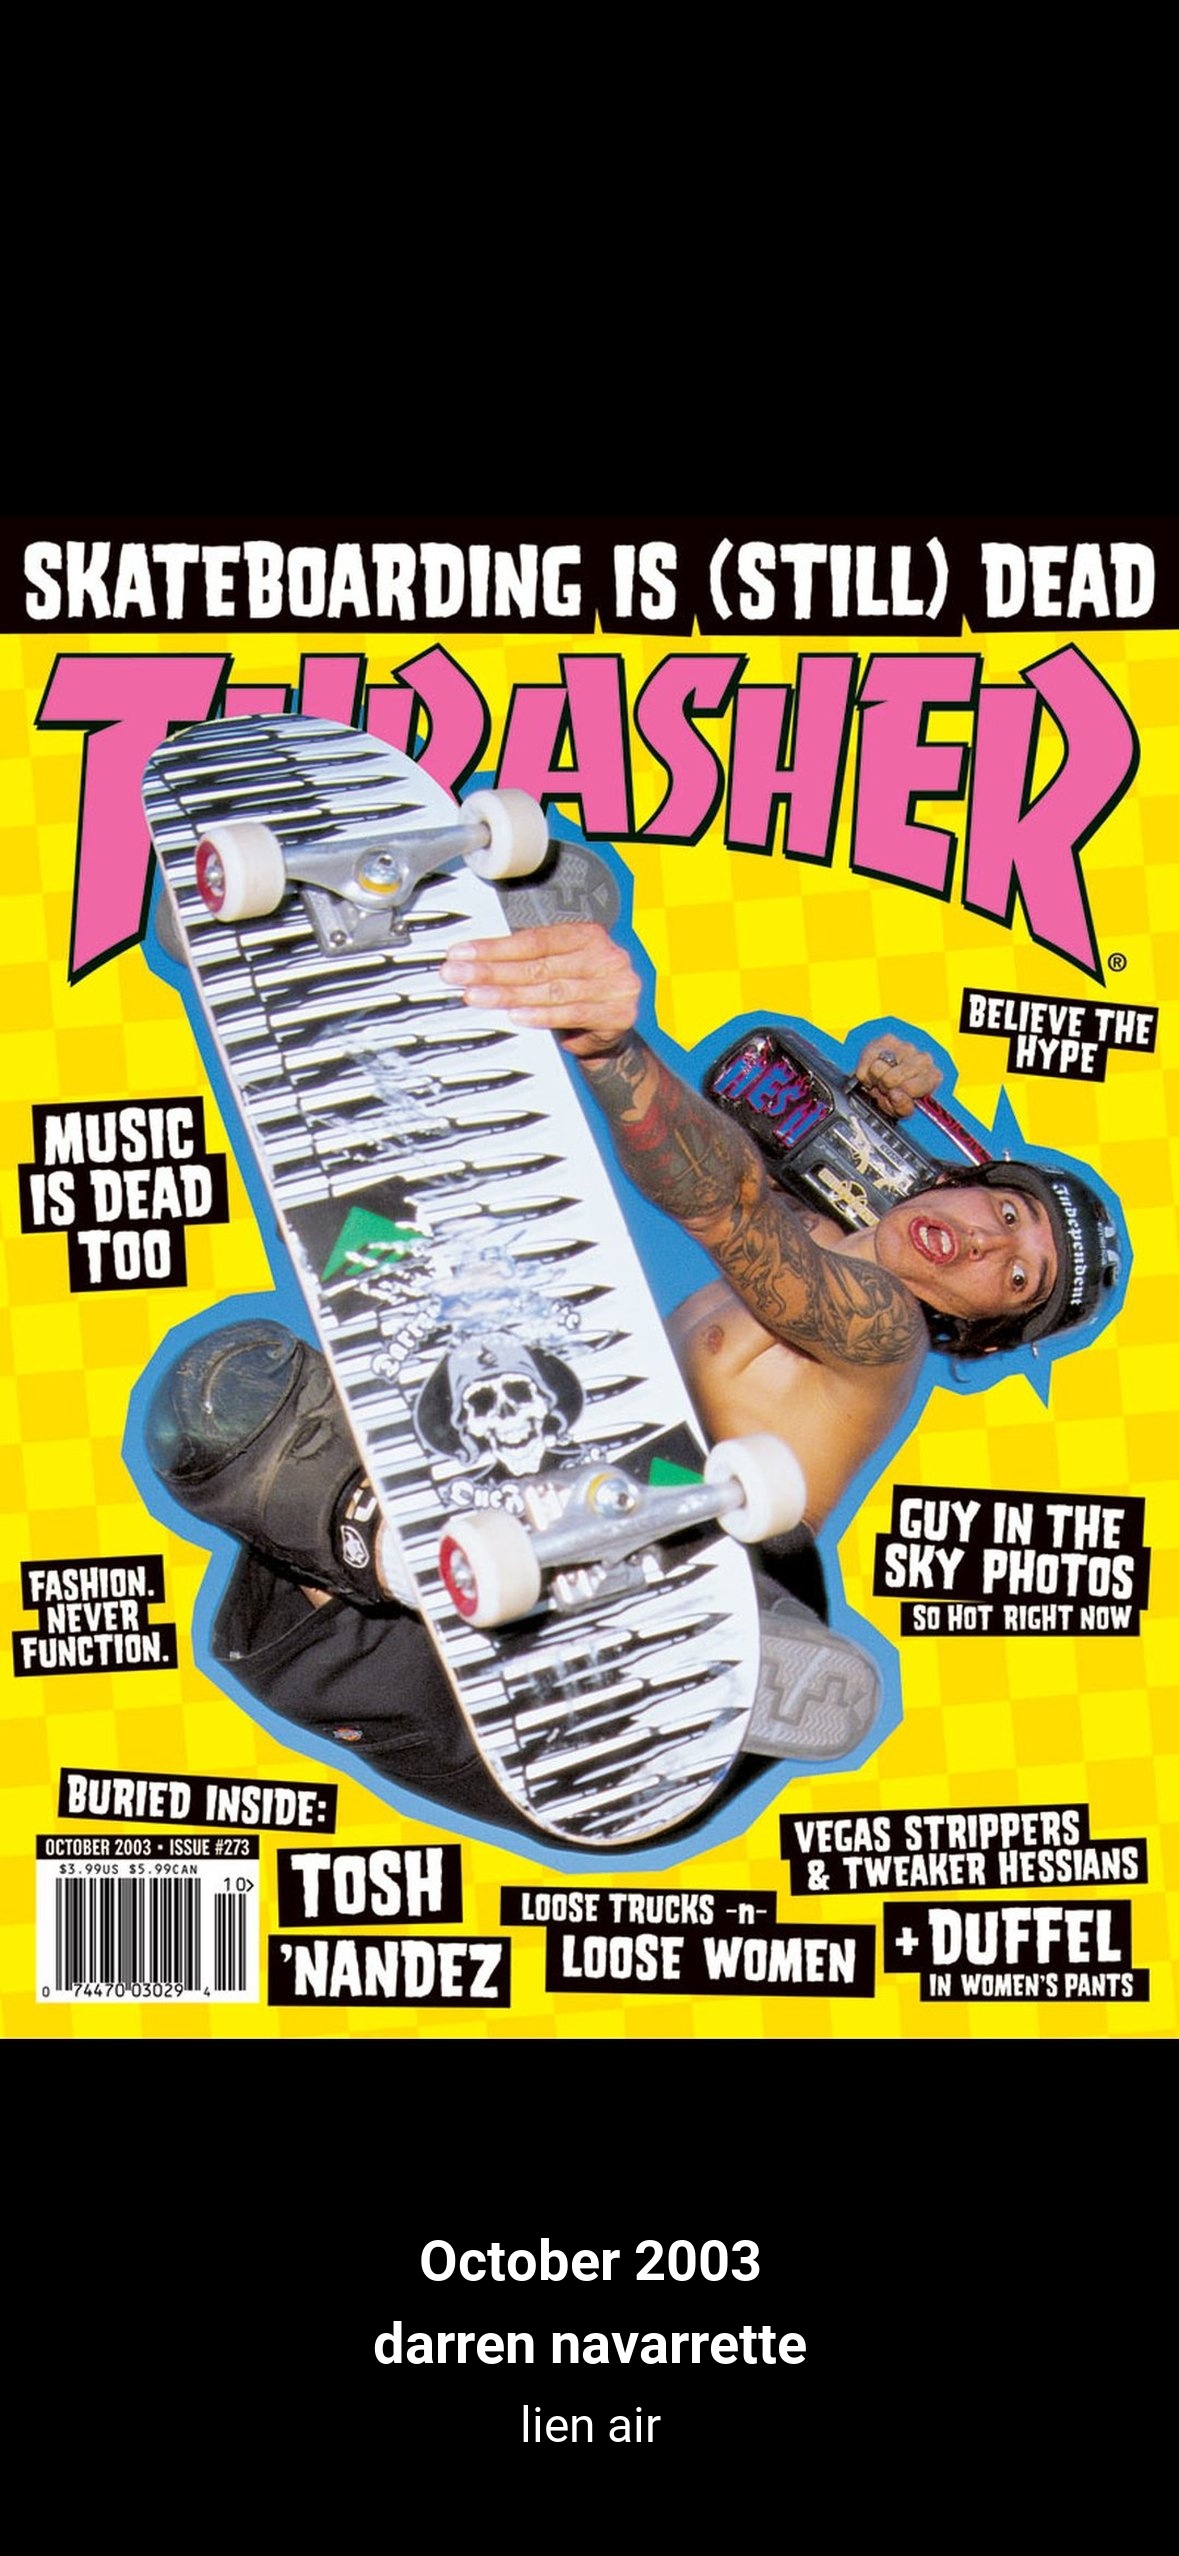 SKATEBOARDING IS (STILL) DEAD
THRASHER®
BELIEVE THE
HYPE
HESH
Independent
MUSIC
IS DEAD
TOO
GUY IN THE
SKY PHOTOS
SO HOT RIGHT NOW
FASHION.
NEVER
FUNCTION.
BURIED INSIDE:
OCTOBER 2003 • ISSUE #273
$3.99US $5.99CAN
10>
0 74470 03029 4
TOSH
'NANDEZ
LOOSE TRUCKS -n-
LOOSE WOMEN
VEGAS STRIPPERS
& TWEAKER HESSIANS
+ DUFFEL
IN WOMEN'S PANTS
October 2003
darren navarrette
lien air